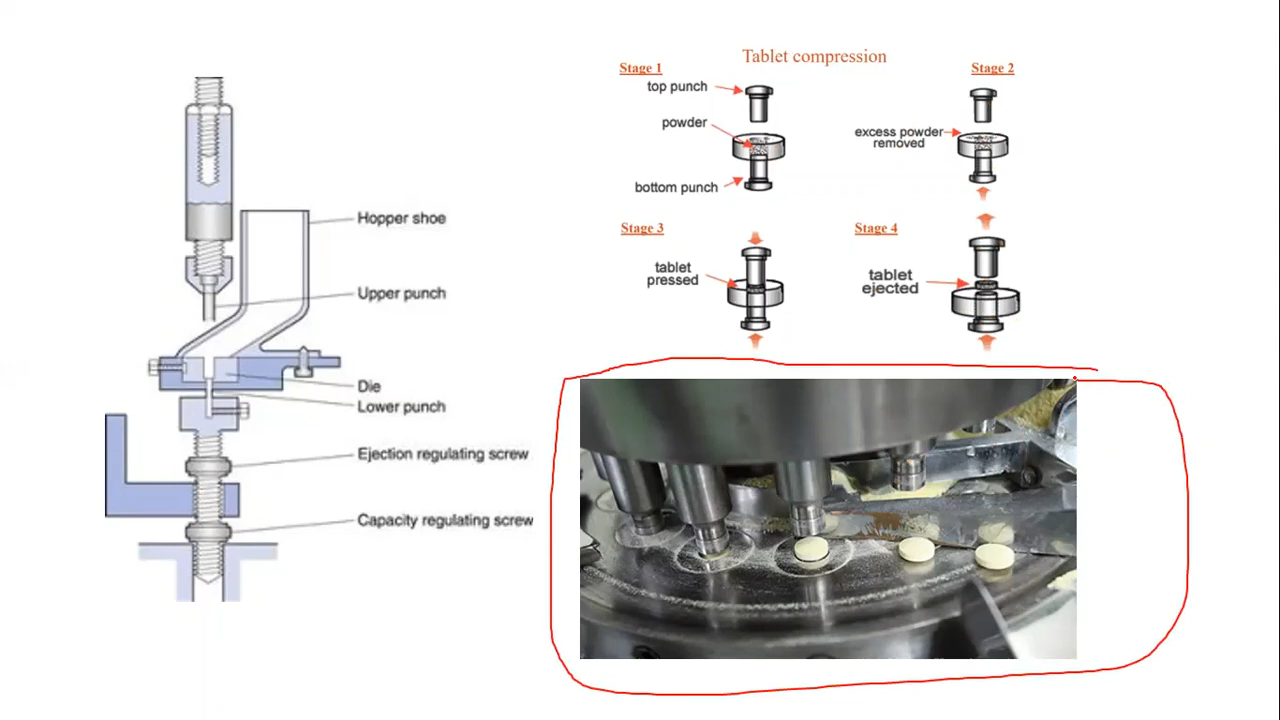 Hopper shoe
Upper punch
Die
Lower punch
Ejection regulating screw
Capacity regulating screw
Tablet compression
Stage 1
top punch
powder
bottom punch
Stage 2
excess powder
removed
Stage 3
tablet
pressed
Stage 4
tablet
ejected